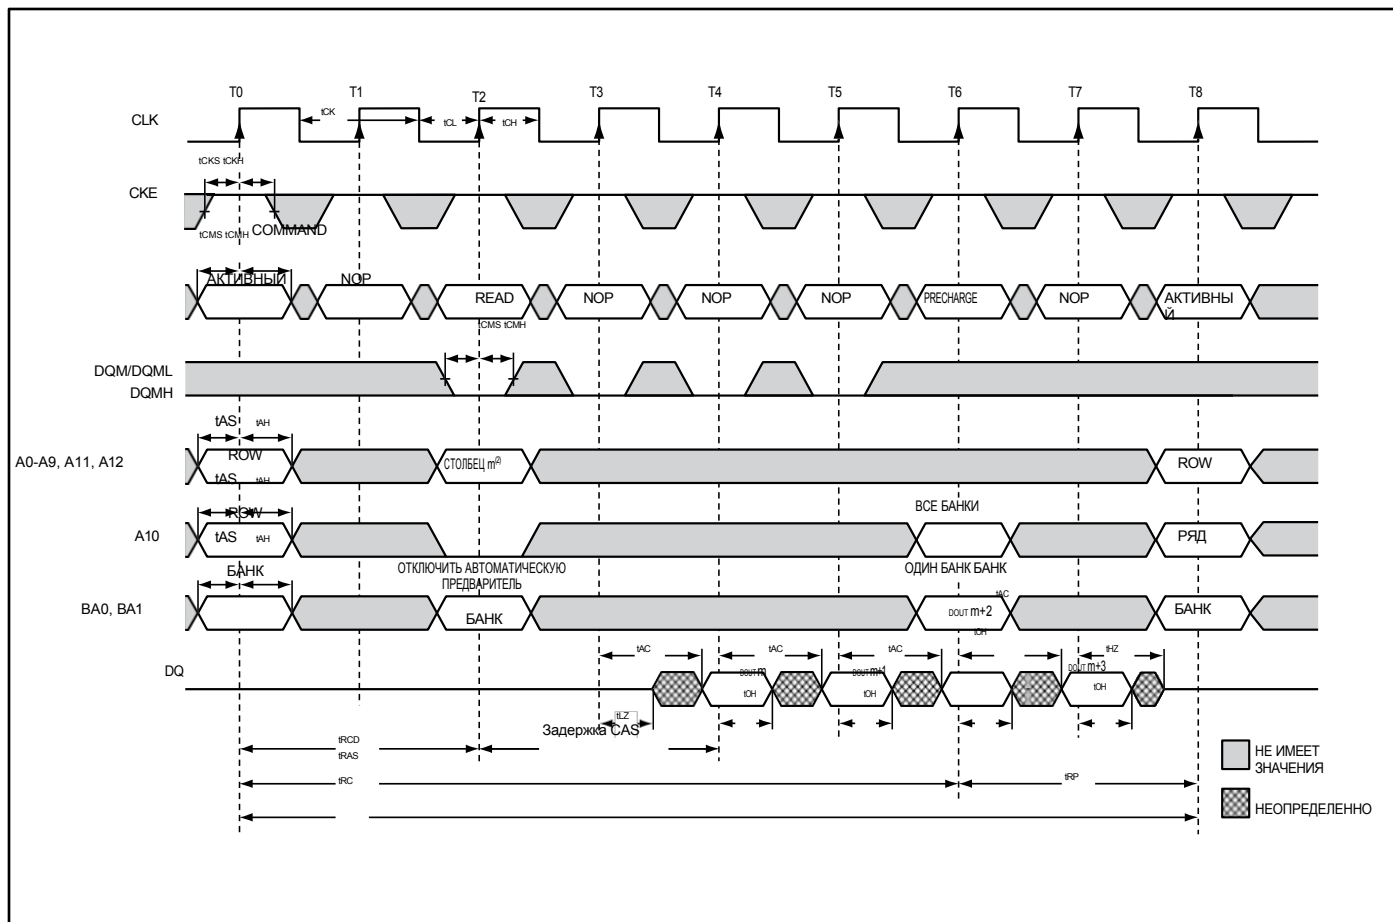 T0 T1 T2 T3 T4 T5 T6 T7 T8
CLK
tCK tCL tCH
tCKS tCKH
CKE
tCMS tCMH COMMAND
АКТИВНЫЙ NOP READ NOP NOP NOP PRECHARGE NOP АКТИВНЫ
Й
tCMS tCMH
DQM/DQML
DQMH
tAS tAH
A0-A9, A11, A12 ROW СТОЛБЕЦ m(2) ROW
tAS tAH
ВСЕ БАНКИ
ROW
A10 tAS tAH РЯД
БАНК ОТКЛЮЧИТЬ АВТОМАТИЧЕСКУЮ
ПРЕДВАРИТЕЛЬ
ОДИН БАНК БАНК
tAC
BA0, BA1 БАНК DOUT m+2 БАНК
tOH
tAC tAC tAC tHZ
DQ DOUT m DOUT m+1 DOUT m+3
tOH tOH tOH
tLZ
tRCD Задержка CAS
tRAS
tRC tRP
НЕ ИМЕЕТ
ЗНАЧЕНИЯ
НЕОПРЕДЕЛЕННО